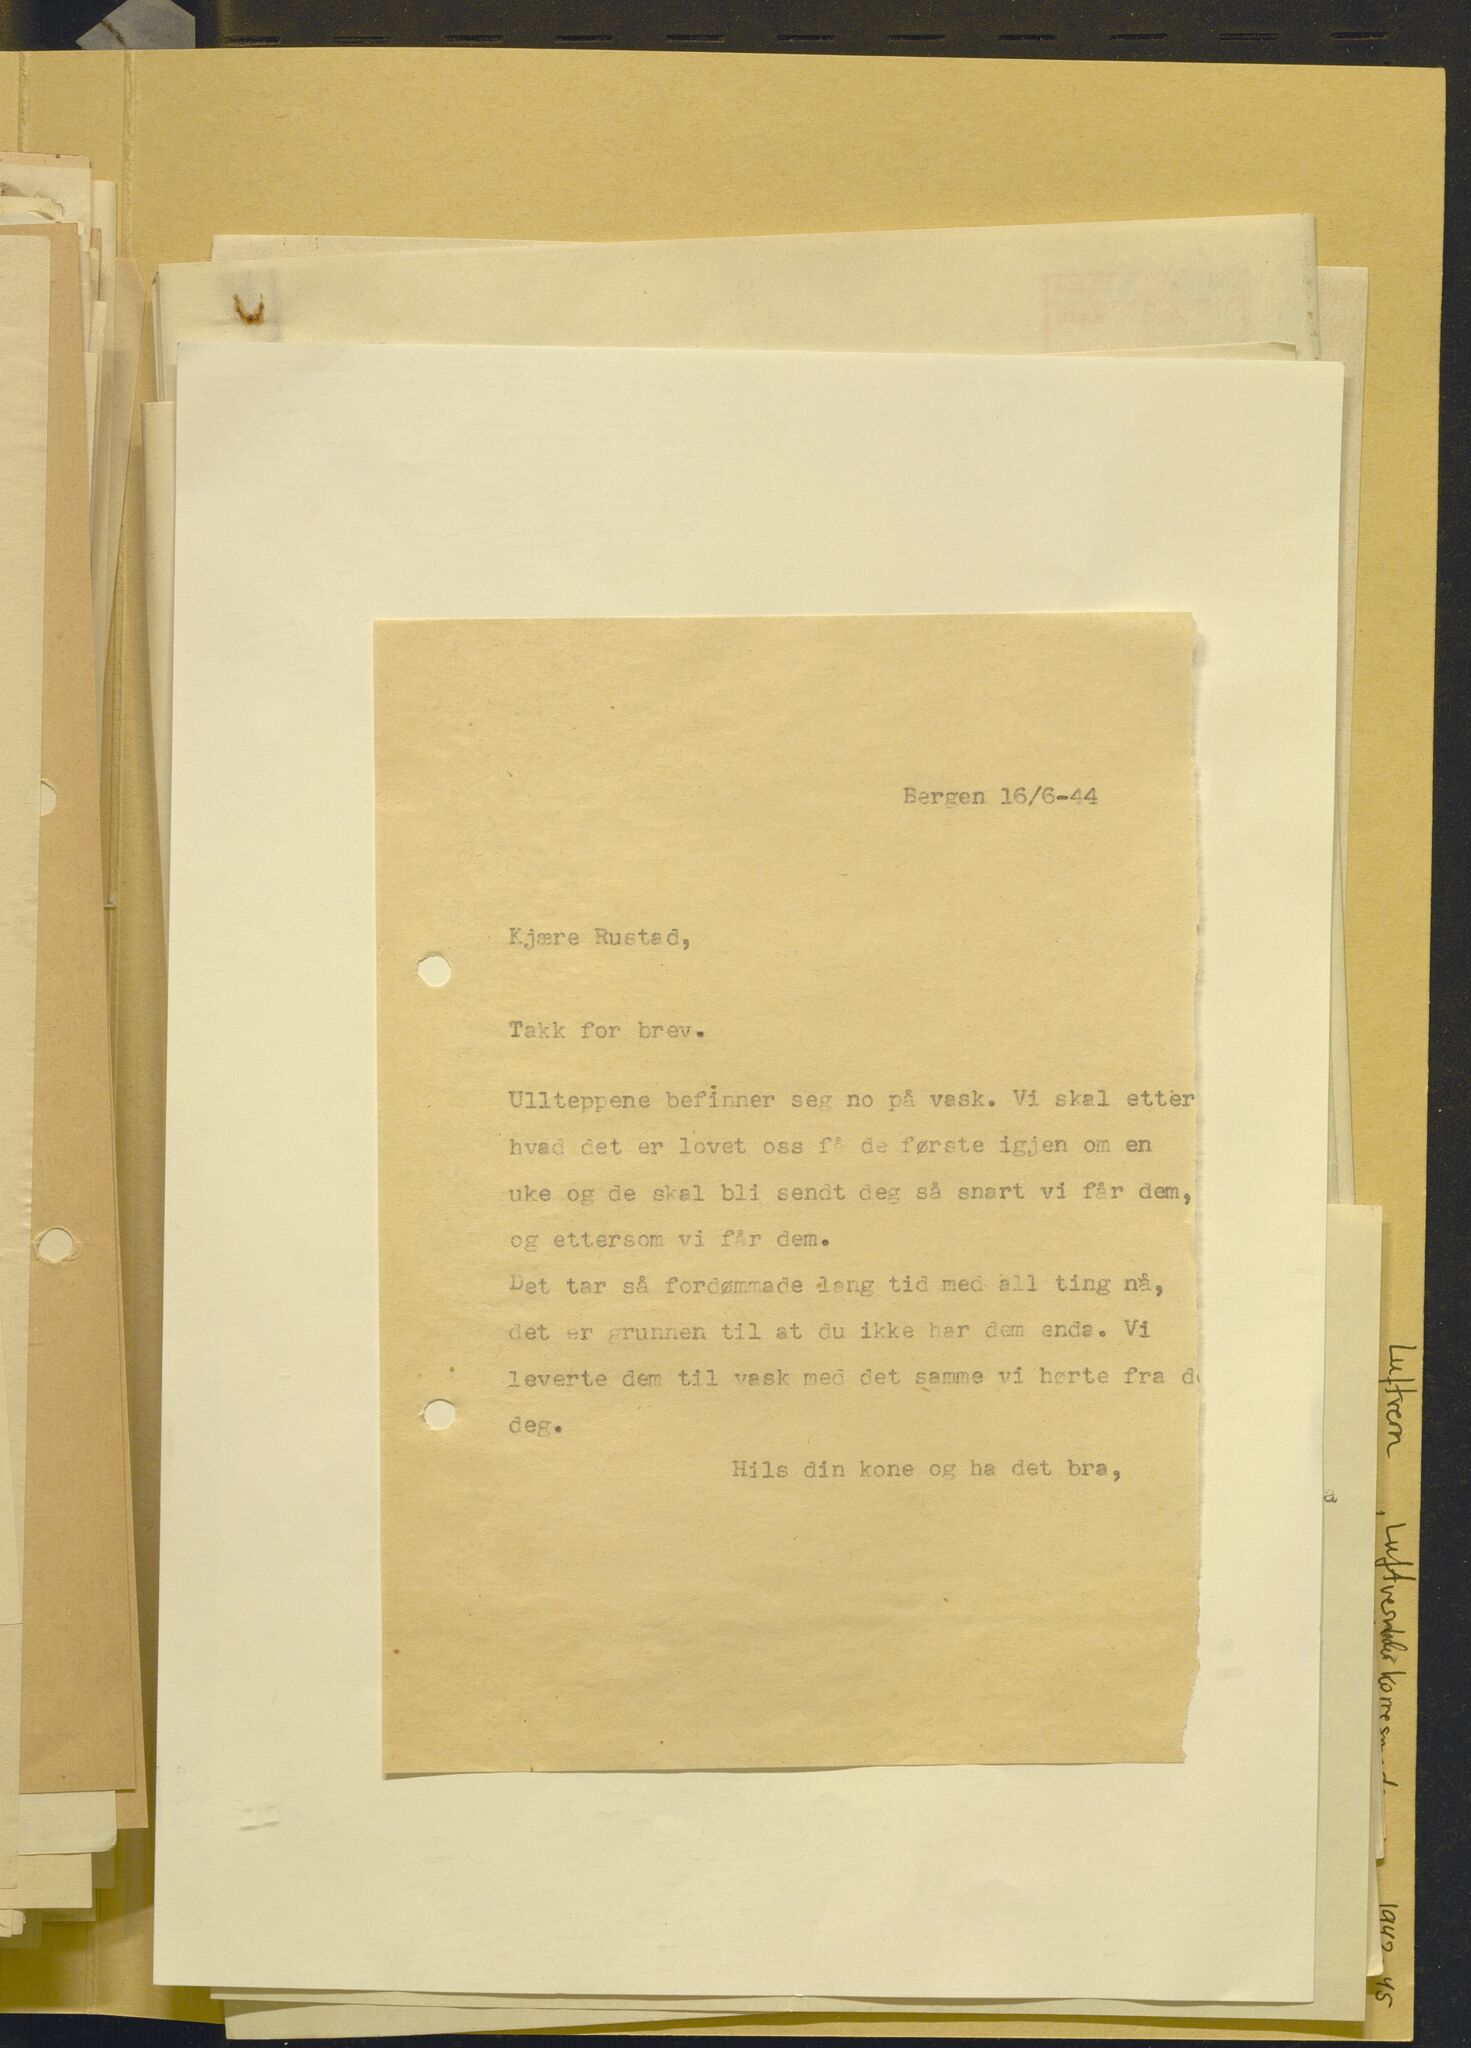 Bergen 16/6-44
Kjære Rustad,
Takk for brev.
Ullteppene befinner seg no på vask. Vi skal etter
hvad det er lovet oss få de første igjen om en
uke og de skal bli sendt deg så snart vi får dem,
og ettersom vi får dem.
Det tar så fordømmade lang tid med all ting nå,
det er grunnen til at du ikke har dem enda. Vi
leverte dem til vask med det samme vi hørte fra de
deg.
Hils din kone og ha det bra,
a
Luftvern, Luftvern